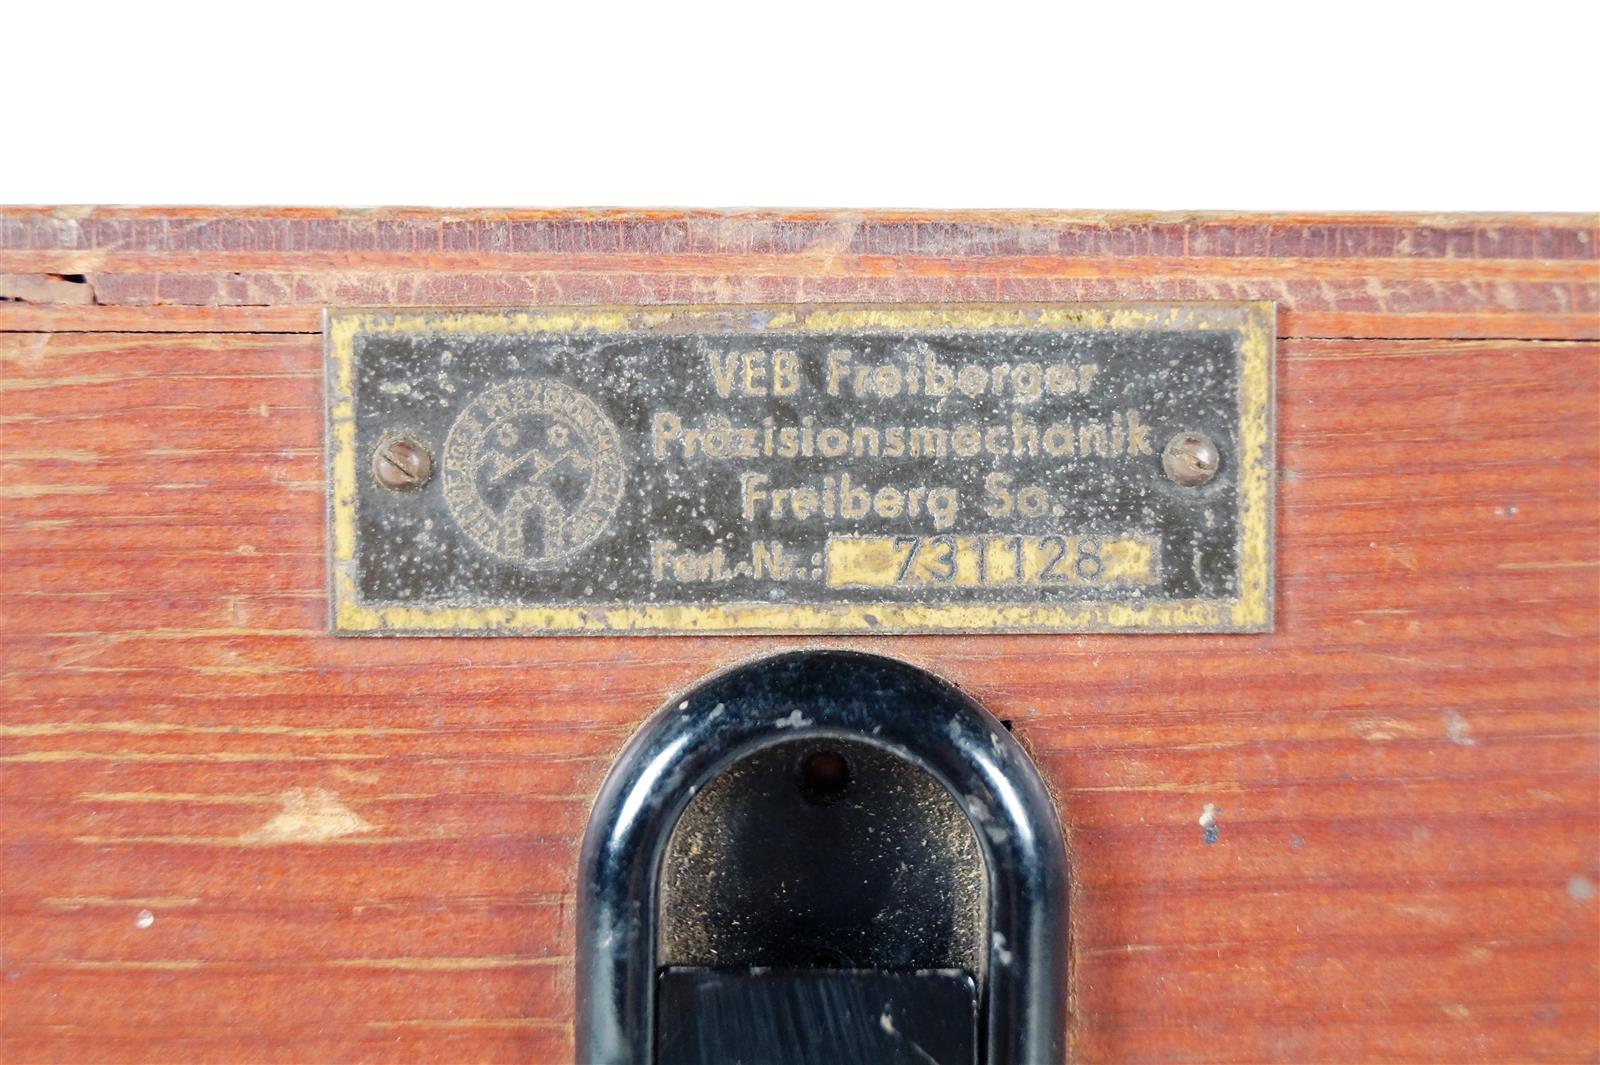 VEB Freiberger
Präzisionsmechanik
Freiberg Sa.
Fert.-Nr.: 731128